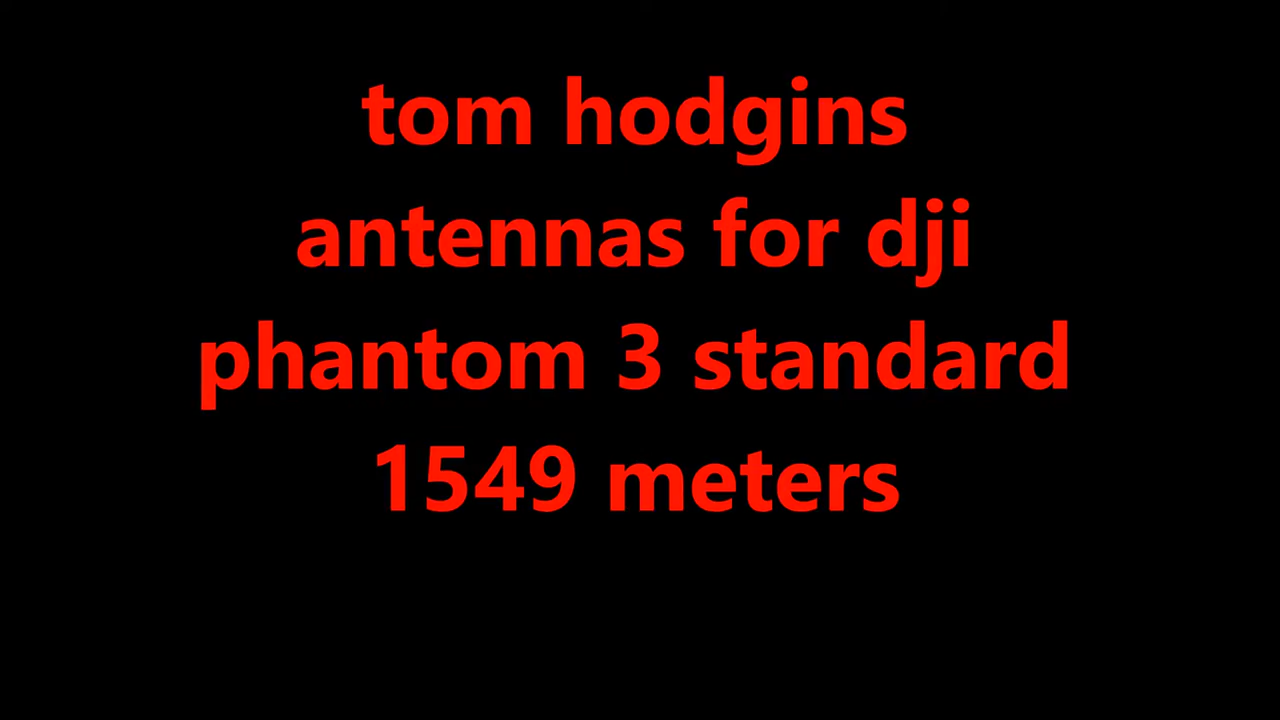 tom hodgins
antennas for dji
phantom 3 standard
1549 meters